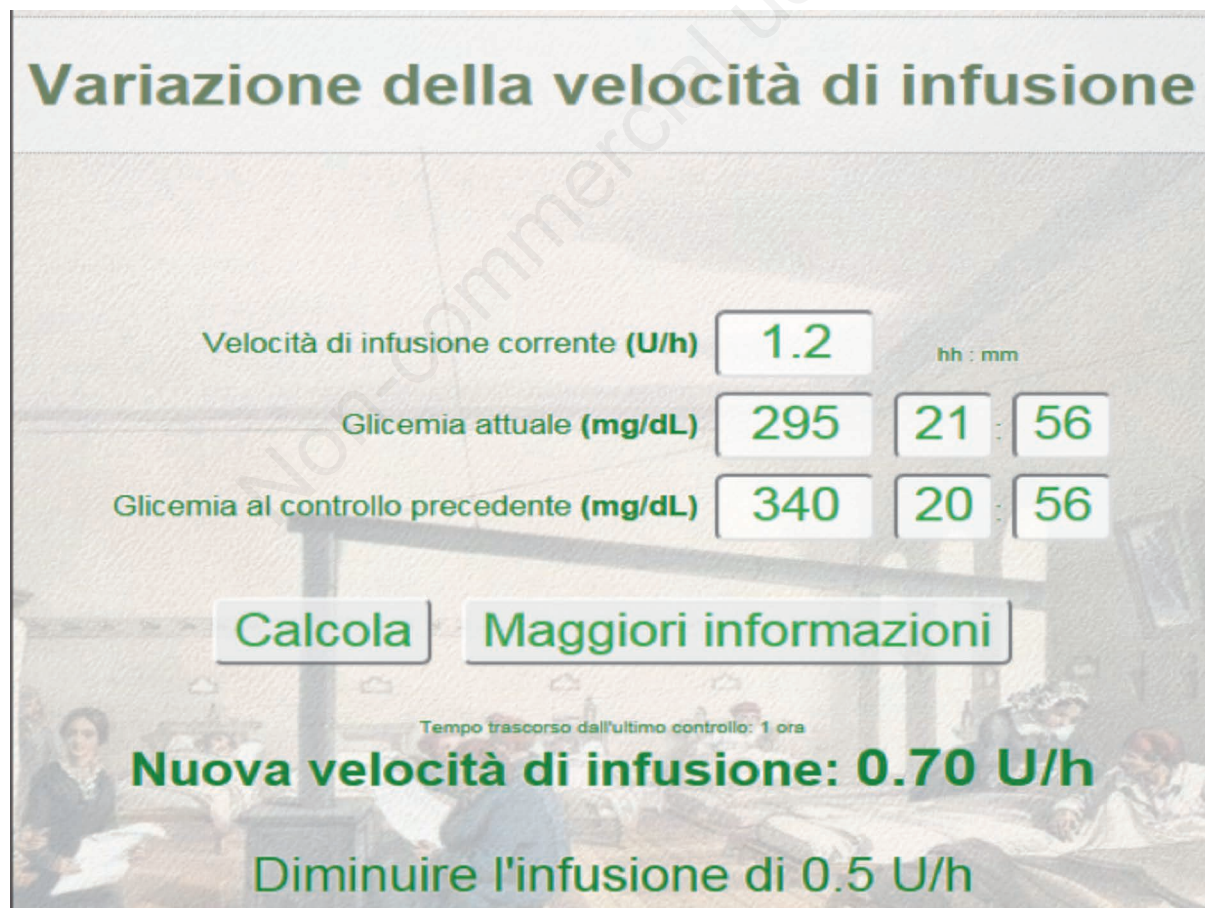 Variazione della velocità di infusione
Velocità di infusione corrente (U/h) 1.2 hh : mm
Glicemia attuale (mg/dL) 295 21 : 56
Glicemia al controllo precedente (mg/dL) 340 20 : 56
Calcola Maggiori informazioni
Tempo trascorso dall'ultimo controllo: 1 ora
Nuova velocità di infusione: 0.70 U/h
Diminuire l'infusione di 0.5 U/h
Non-commercial